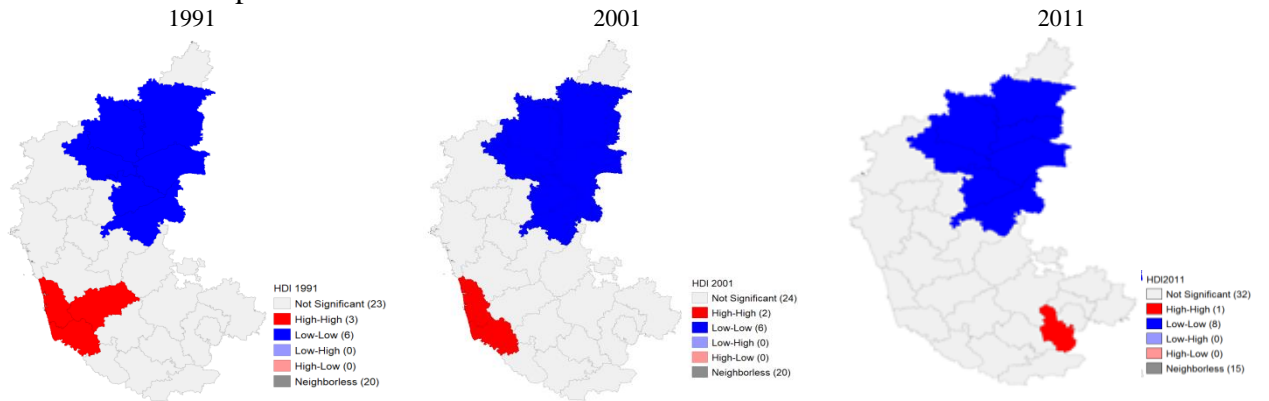 1991
2001
2011
HDI 1991
Not Significant (23)
High-High (3)
Low-Low (6)
Low-High (0)
High-Low (0)
Neighborless (20)
HDI 2001
Not Significant (24)
High-High (2)
Low-Low (6)
Low-High (0)
High-Low (0)
Neighborless (20)
HDI2011
Not Significant (32)
High-High (1)
Low-Low (8)
Low-High (0)
High-Low (0)
Neighborless (15)